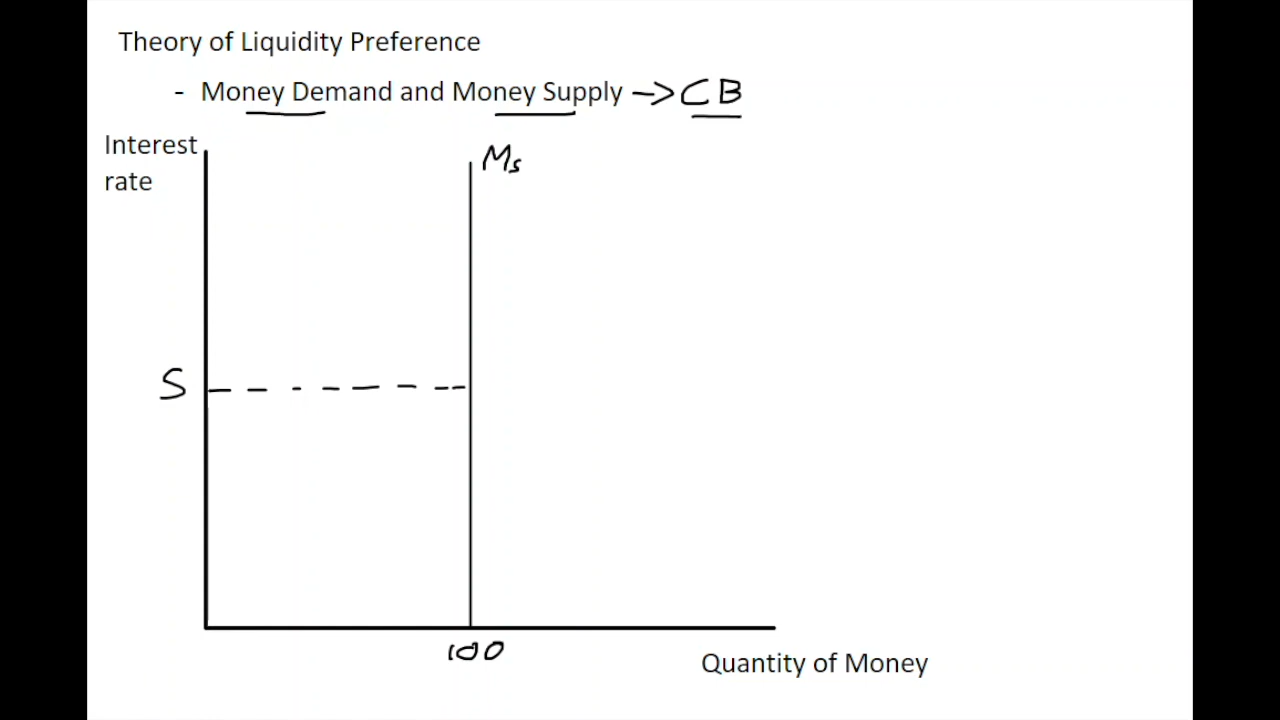 Theory of Liquidity Preference
- Money Demand and Money Supply → CB
Interest
rate
Ms
5
100
Quantity of Money